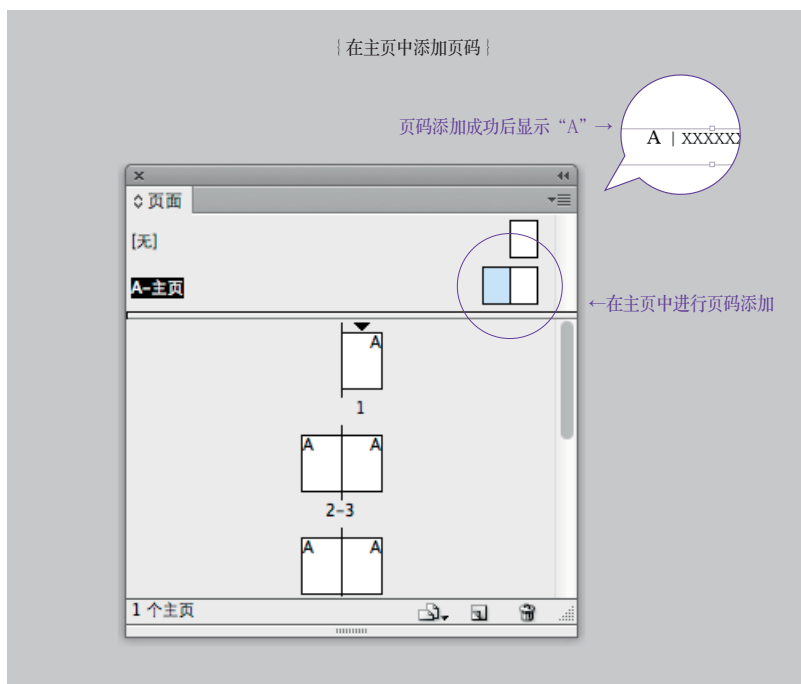 {在主页中添加页码}
页码添加成功后显示“A”→
A | XXXXXX
页面
[无]
A-主页
←在主页中进行页码添加
A
1
A A
2-3
A A
1 个主页